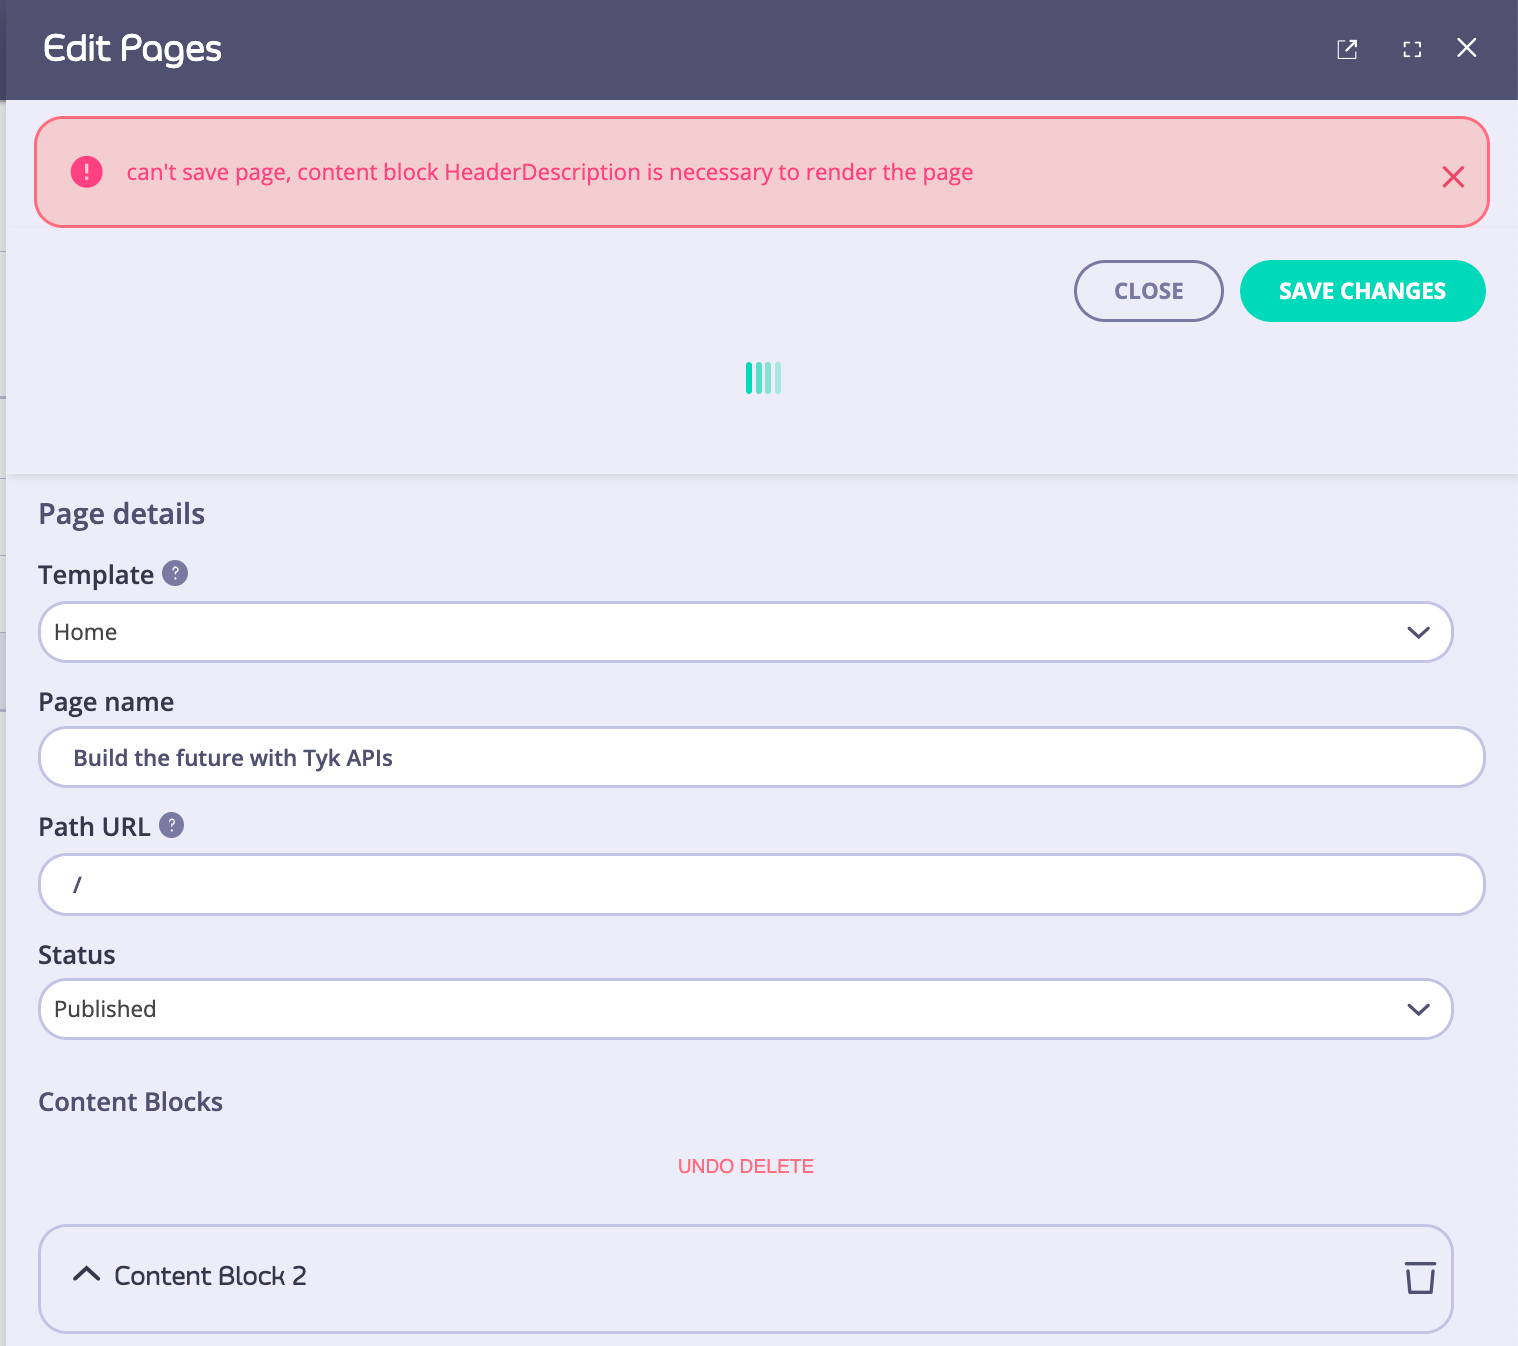 Edit Pages
can't save page, content block HeaderDescription is necessary to render the page
CLOSE
SAVE CHANGES
Page details
Template ?
Home
Page name
Build the future with Tyk APIs
Path URL ?
/
Status
Published
Content Blocks
UNDO DELETE
Content Block 2